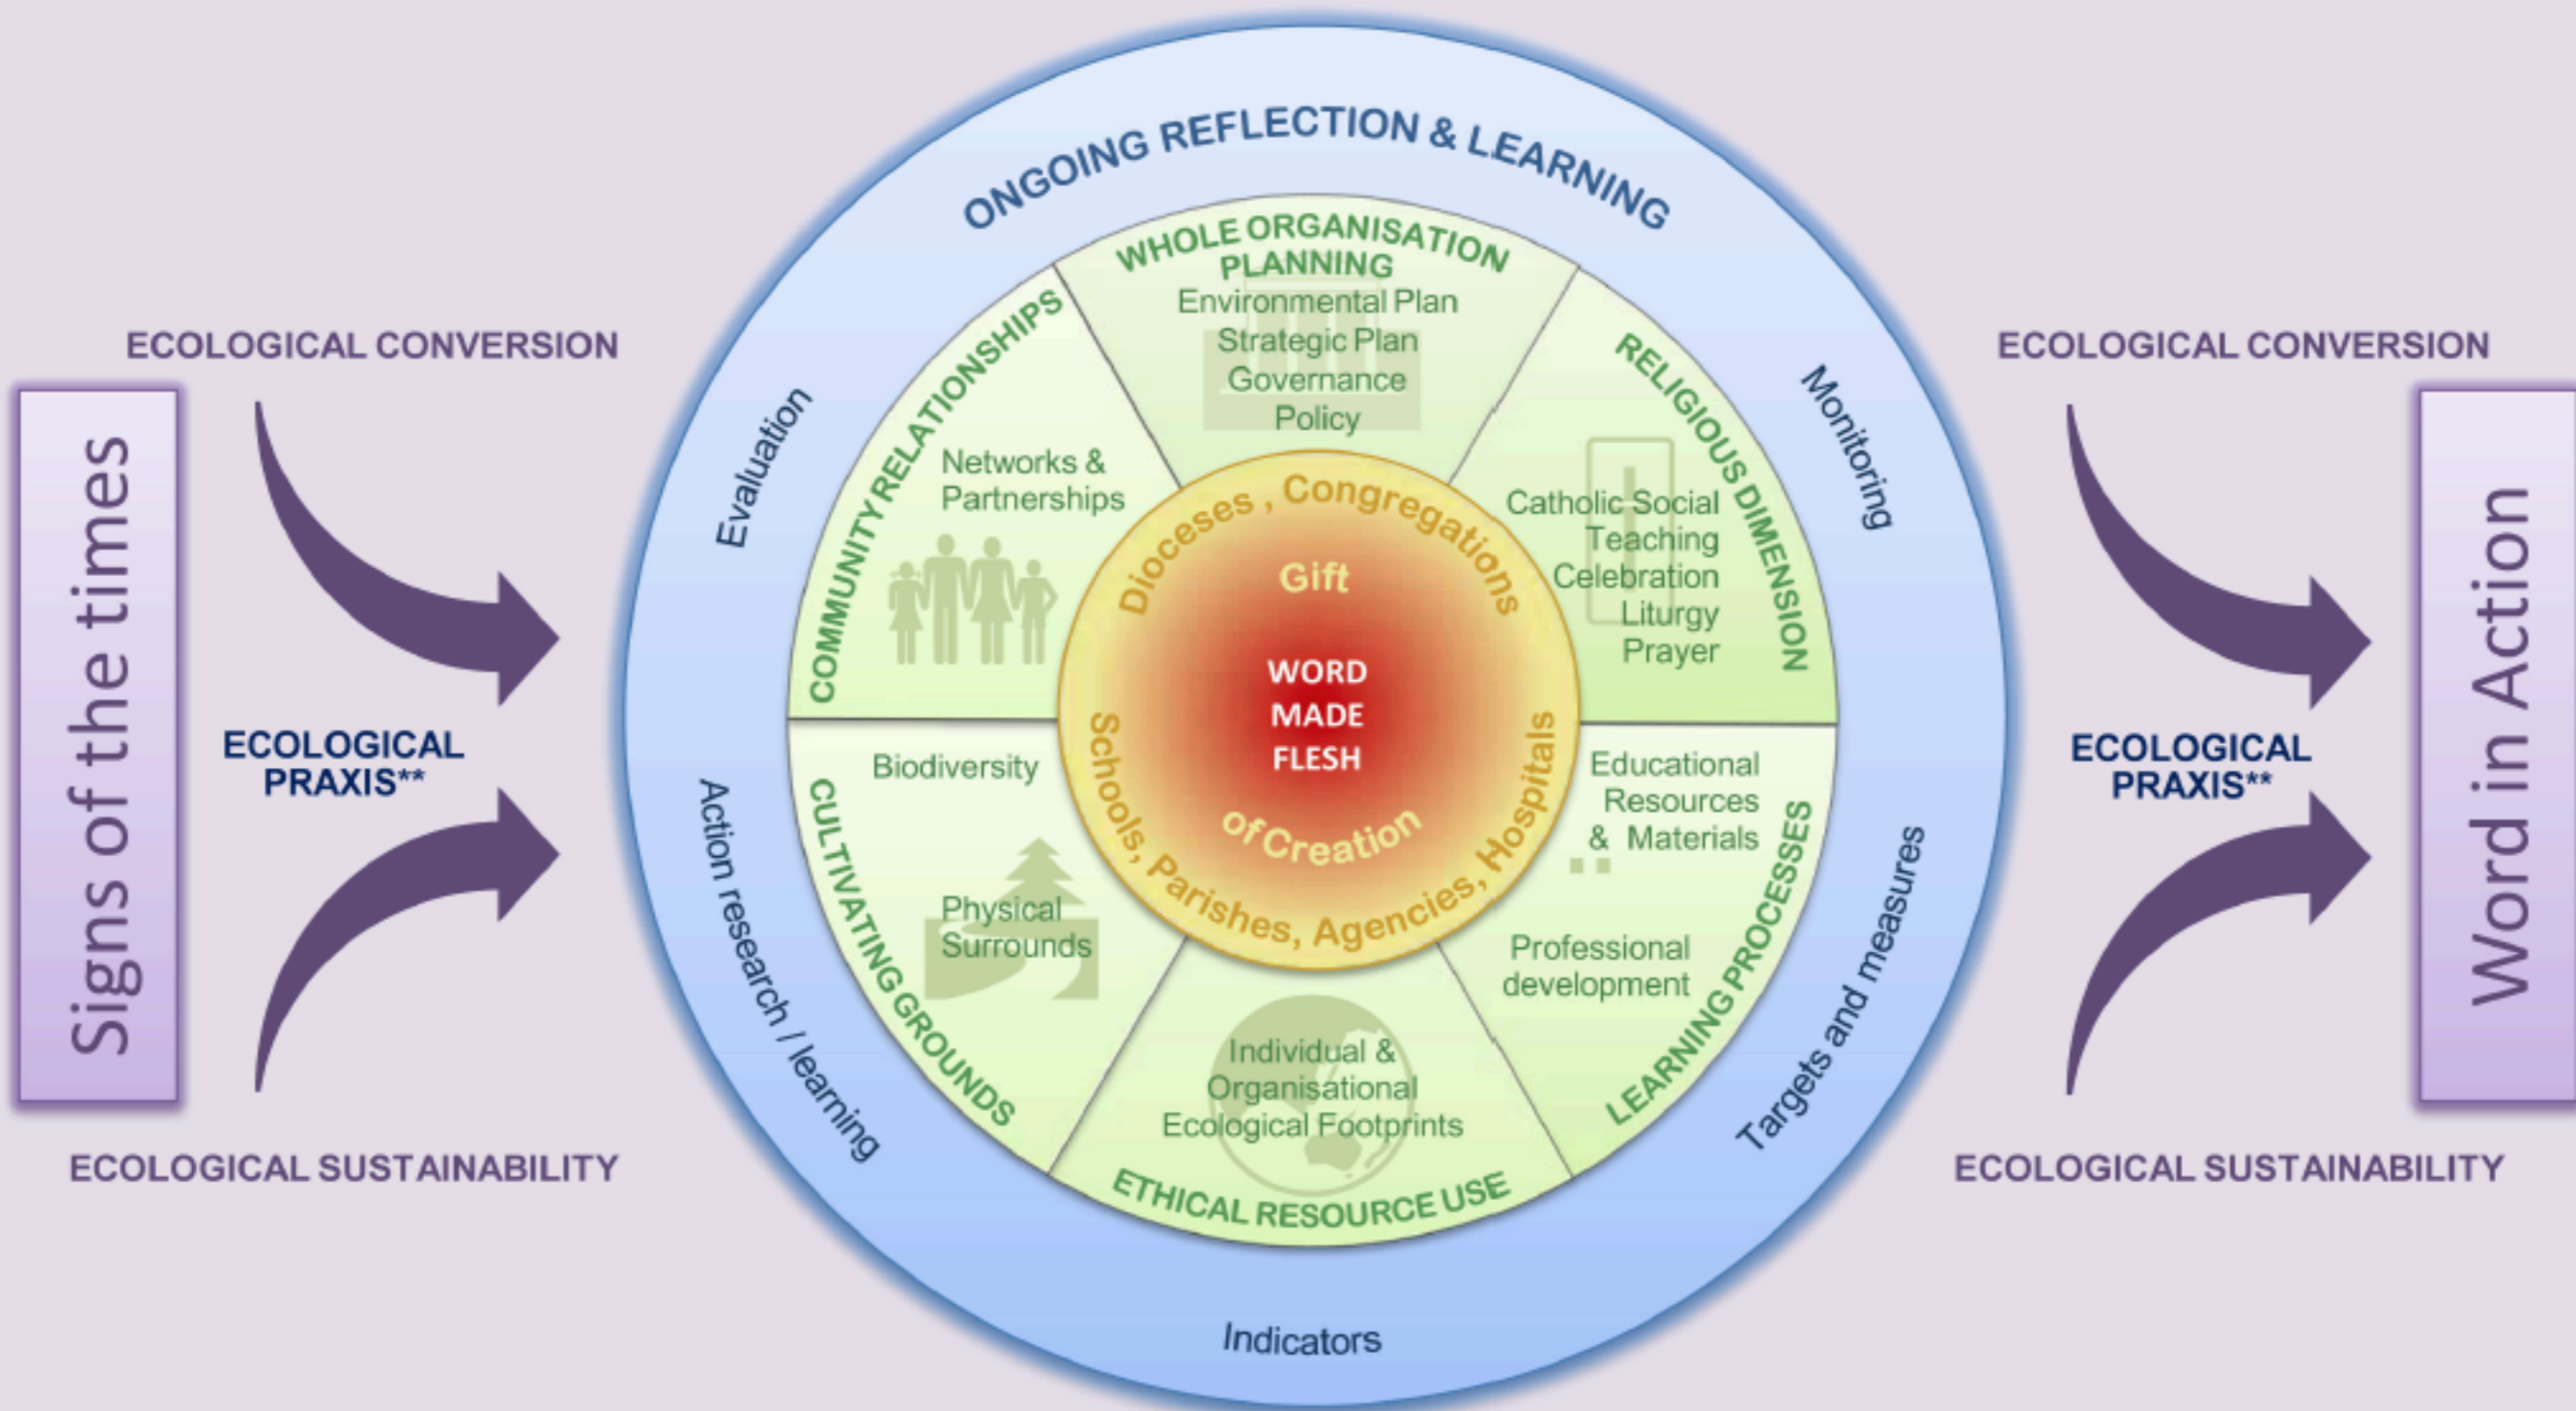 Signs of the times
ECOLOGICAL CONVERSION
ECOLOGICAL
PRAXIS**
ECOLOGICAL SUSTAINABILITY
ONGOING REFLECTION & LEARNING
Monitoring
Targets and measures
Indicators
Action research / learning
Evaluation
WHOLE ORGANISATION
PLANNING
Environmental Plan
Strategic Plan
Governance
Policy
RELIGIOUS DIMENSION
Catholic Social
Teaching
Celebration
Liturgy
Prayer
LEARNING PROCESSES
Educational
Resources
& Materials
Professional
development
ETHICAL RESOURCE USE
Individual &
Organisational
Ecological Footprints
CULTIVATING GROUNDS
Biodiversity
Physical
Surrounds
COMMUNITY RELATIONSHIPS
Networks &
Partnerships
Dioceses , Congregations
Schools, Parishes, Agencies, Hospitals
Gift
WORD
MADE
FLESH
of Creation
ECOLOGICAL CONVERSION
ECOLOGICAL
PRAXIS**
ECOLOGICAL SUSTAINABILITY
Word in Action